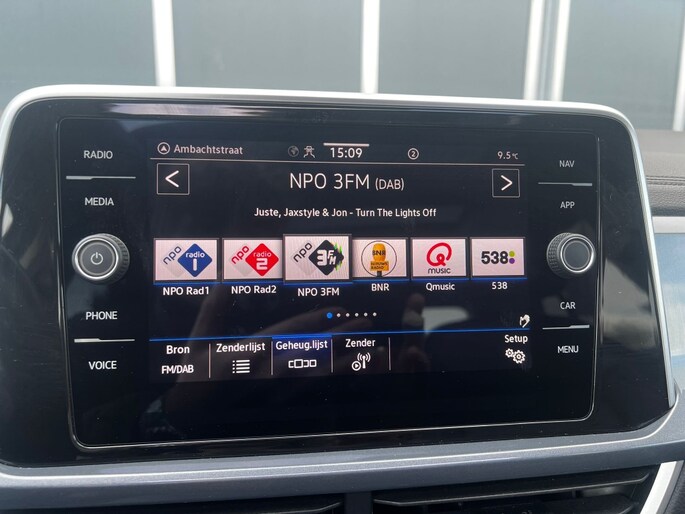 RADIO
MEDIA
PHONE
VOICE
NAV
APP
CAR
MENU
Ambachtstraat
15:09
2
9.5°C
<
NPO 3FM (DAB)
>
Juste, Jaxstyle & Jon - Turn The Lights Off
npo radio 1
npo radio 2
npo 3FM
BNR NIEUWS RADIO
Q MUSIC
538
NPO Rad1
NPO Rad2
NPO 3FM
BNR
Qmusic
538
Bron
FM/DAB
Zenderlijst
Geheug.lijst
Zender
Setup